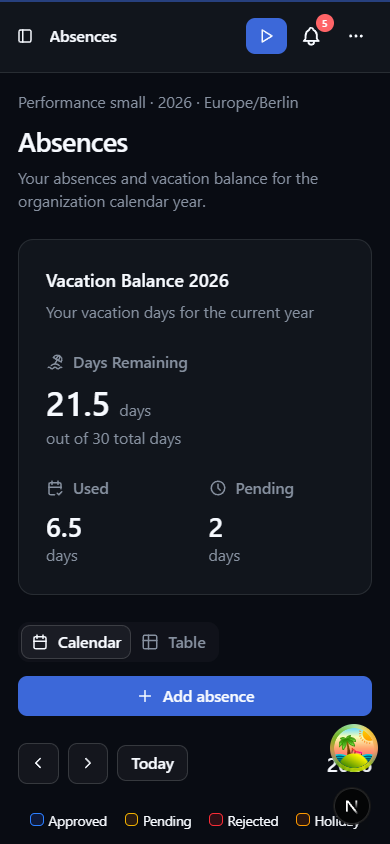 Absences
5
Performance small · 2026 · Europe/Berlin
Absences
Your absences and vacation balance for the
organization calendar year.
Vacation Balance 2026
Your vacation days for the current year
Days Remaining
21.5 days
out of 30 total days
Used
Pending
6.5
2
days
days
Calendar
Table
Add absence
Today
N
Approved
Pending
Rejected